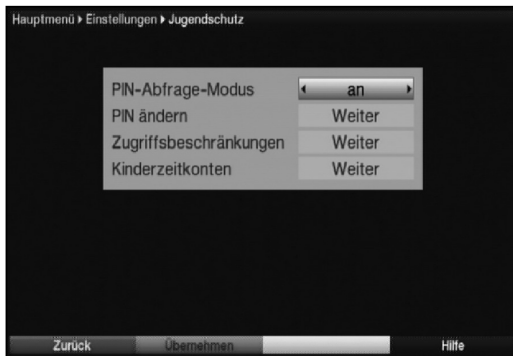 Hauptmenü ▸ Einstellungen ▸ Jugendschutz
PIN-Abfrage-Modus ◂ an ▸
PIN ändern Weiter
Zugriffsbeschränkungen Weiter
Kinderzeitkonten Weiter
Zurück Übernehmen Hilfe